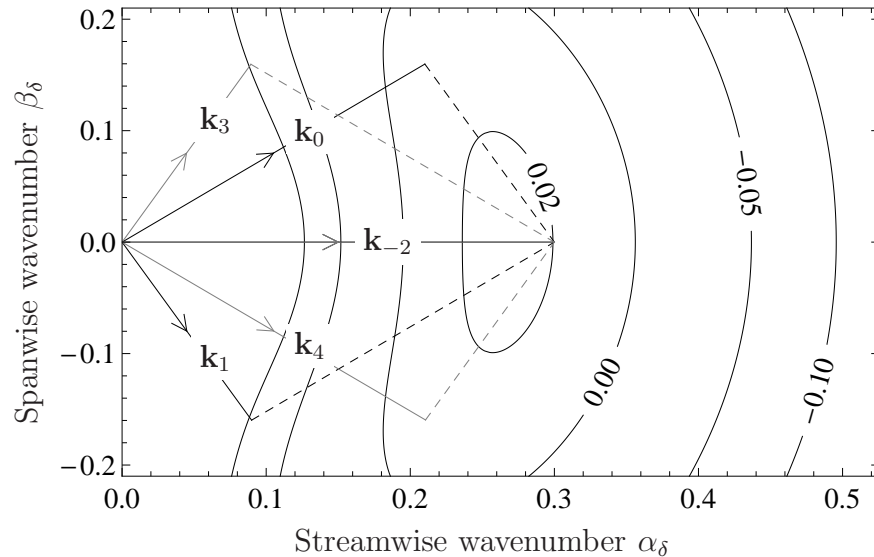 Spanwise wavenumber β_δ
0.2
0.1
0.0
−0.1
−0.2
k_3
k_0
k_{−2}
k_1
k_4
0.02
0.00
−0.05
−0.10
0.0 0.1 0.2 0.3 0.4 0.5
Streamwise wavenumber α_δ